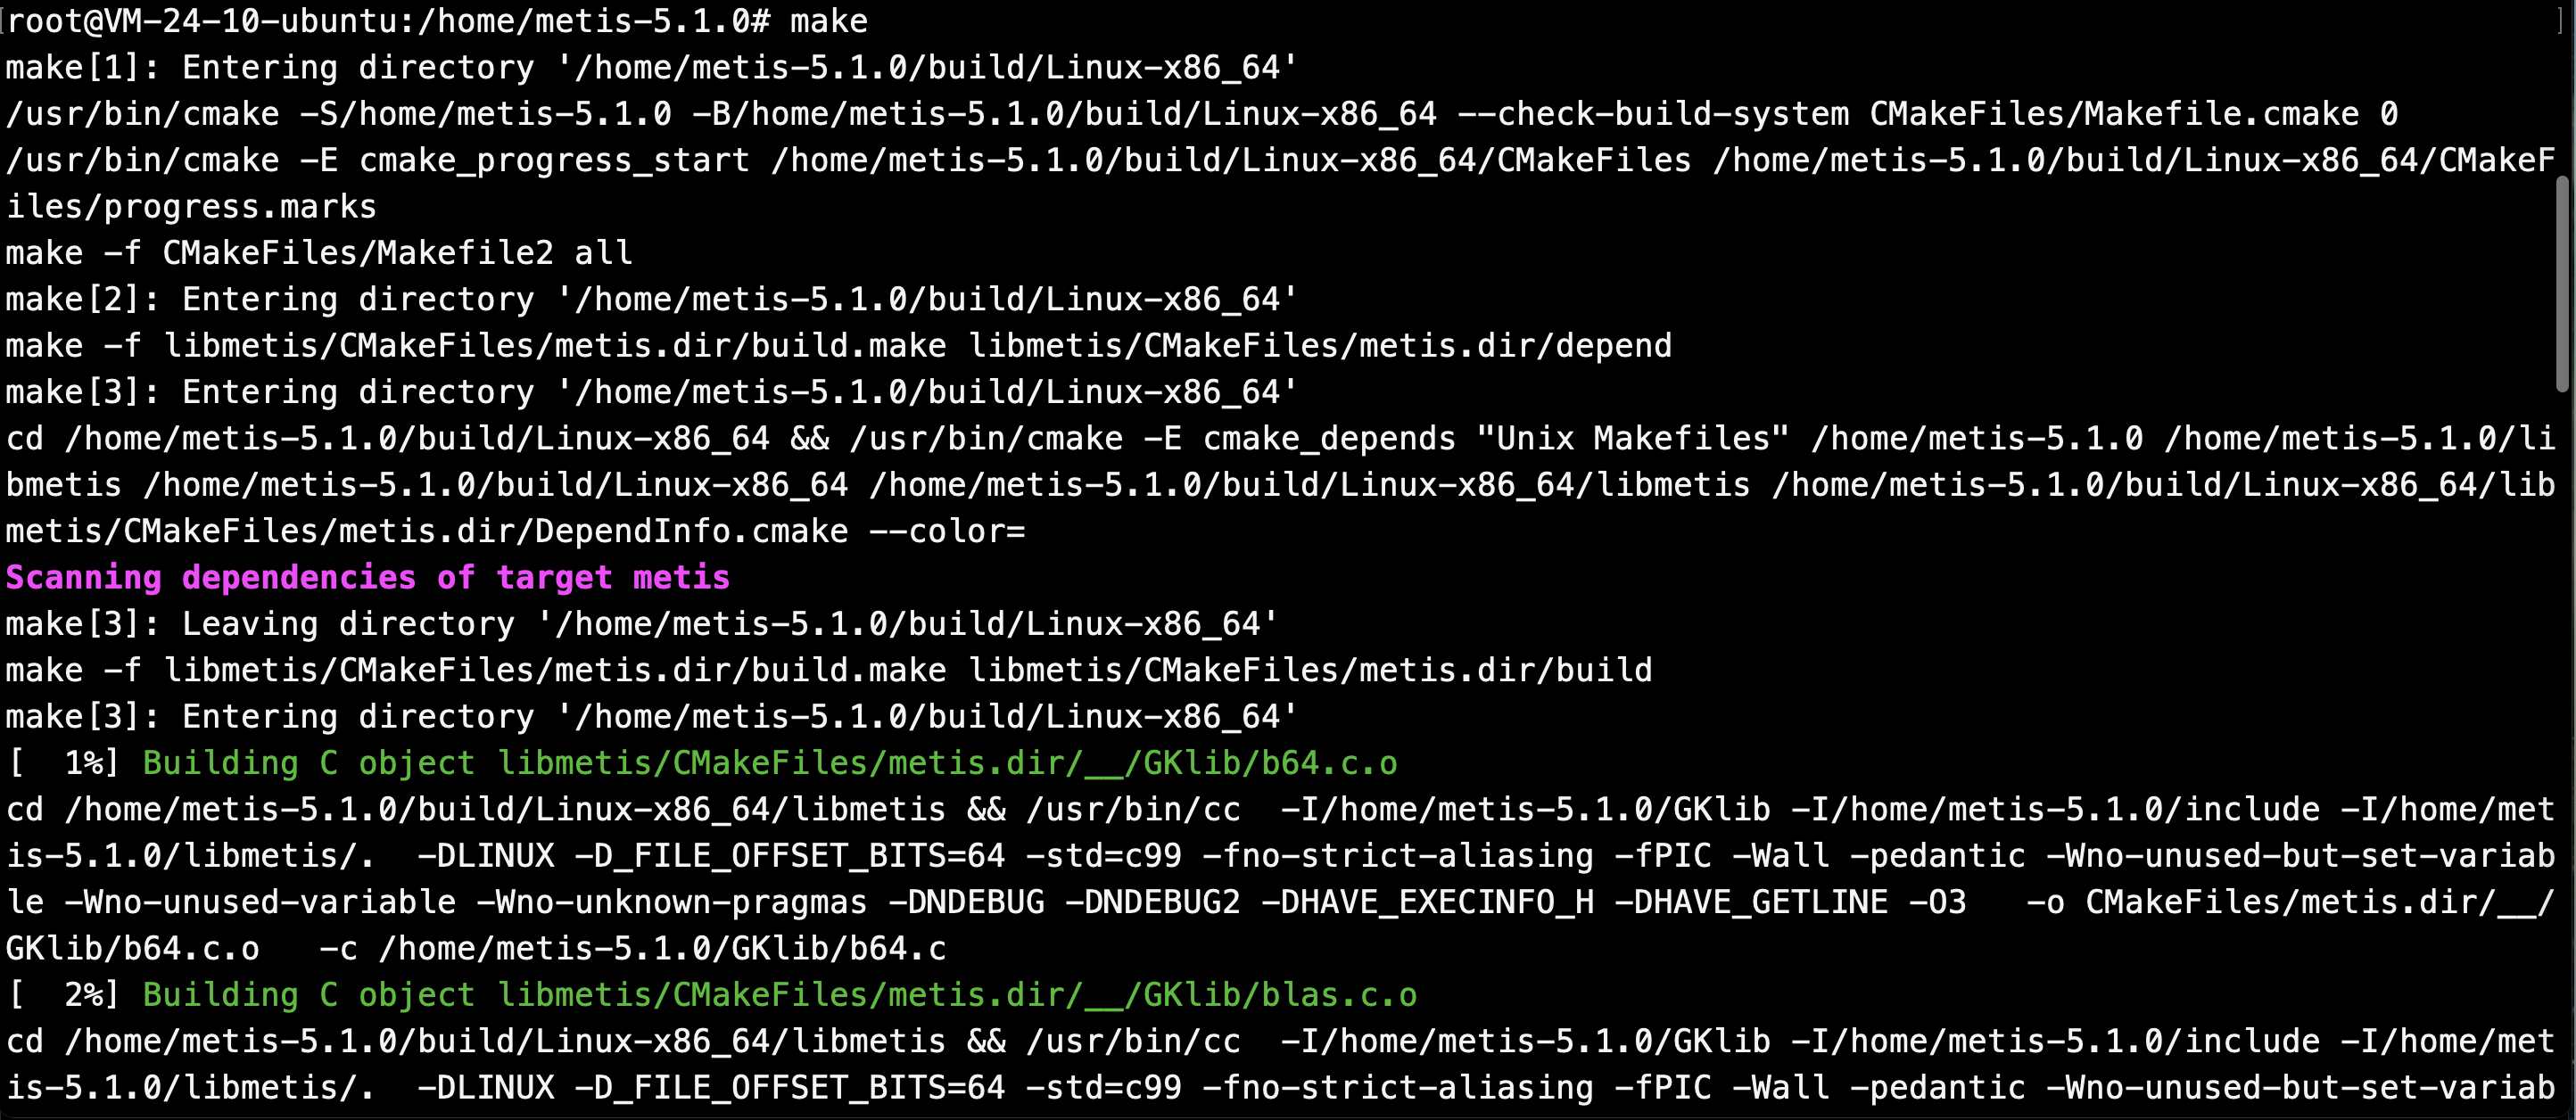 [root@VM-24-10-ubuntu:/home/metis-5.1.0# make ]
make[1]: Entering directory '/home/metis-5.1.0/build/Linux-x86_64'
/usr/bin/cmake -S/home/metis-5.1.0 -B/home/metis-5.1.0/build/Linux-x86_64 --check-build-system CMakeFiles/Makefile.cmake 0
/usr/bin/cmake -E cmake_progress_start /home/metis-5.1.0/build/Linux-x86_64/CMakeFiles /home/metis-5.1.0/build/Linux-x86_64/CMakeF
iles/progress.marks
make -f CMakeFiles/Makefile2 all
make[2]: Entering directory '/home/metis-5.1.0/build/Linux-x86_64'
make -f libmetis/CMakeFiles/metis.dir/build.make libmetis/CMakeFiles/metis.dir/depend
make[3]: Entering directory '/home/metis-5.1.0/build/Linux-x86_64'
cd /home/metis-5.1.0/build/Linux-x86_64 && /usr/bin/cmake -E cmake_depends "Unix Makefiles" /home/metis-5.1.0 /home/metis-5.1.0/li
bmetis /home/metis-5.1.0/build/Linux-x86_64 /home/metis-5.1.0/build/Linux-x86_64/libmetis /home/metis-5.1.0/build/Linux-x86_64/lib
metis/CMakeFiles/metis.dir/DependInfo.cmake --color=
Scanning dependencies of target metis
make[3]: Leaving directory '/home/metis-5.1.0/build/Linux-x86_64'
make -f libmetis/CMakeFiles/metis.dir/build.make libmetis/CMakeFiles/metis.dir/build
make[3]: Entering directory '/home/metis-5.1.0/build/Linux-x86_64'
[  1%] Building C object libmetis/CMakeFiles/metis.dir/__/GKlib/b64.c.o
cd /home/metis-5.1.0/build/Linux-x86_64/libmetis && /usr/bin/cc  -I/home/metis-5.1.0/GKlib -I/home/metis-5.1.0/include -I/home/met
is-5.1.0/libmetis/.  -DLINUX -D_FILE_OFFSET_BITS=64 -std=c99 -fno-strict-aliasing -fPIC -Wall -pedantic -Wno-unused-but-set-variab
le -Wno-unused-variable -Wno-unknown-pragmas -DNDEBUG -DNDEBUG2 -DHAVE_EXECINFO_H -DHAVE_GETLINE -O3   -o CMakeFiles/metis.dir/__/
GKlib/b64.c.o   -c /home/metis-5.1.0/GKlib/b64.c
[  2%] Building C object libmetis/CMakeFiles/metis.dir/__/GKlib/blas.c.o
cd /home/metis-5.1.0/build/Linux-x86_64/libmetis && /usr/bin/cc  -I/home/metis-5.1.0/GKlib -I/home/metis-5.1.0/include -I/home/met
is-5.1.0/libmetis/.  -DLINUX -D_FILE_OFFSET_BITS=64 -std=c99 -fno-strict-aliasing -fPIC -Wall -pedantic -Wno-unused-but-set-variab